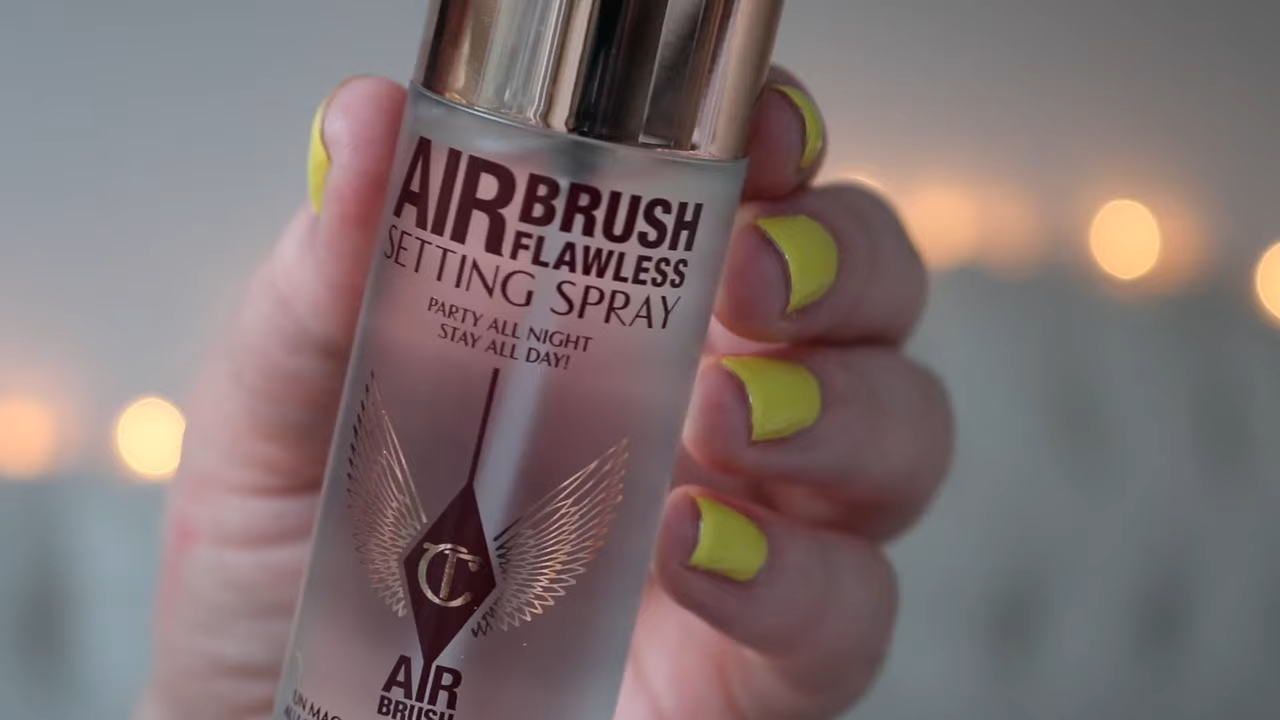 AIRBRUSH
FLAWLESS
SETTING SPRAY
PARTY ALL NIGHT
STAY ALL DAY!
CT
AIR
BRUSH